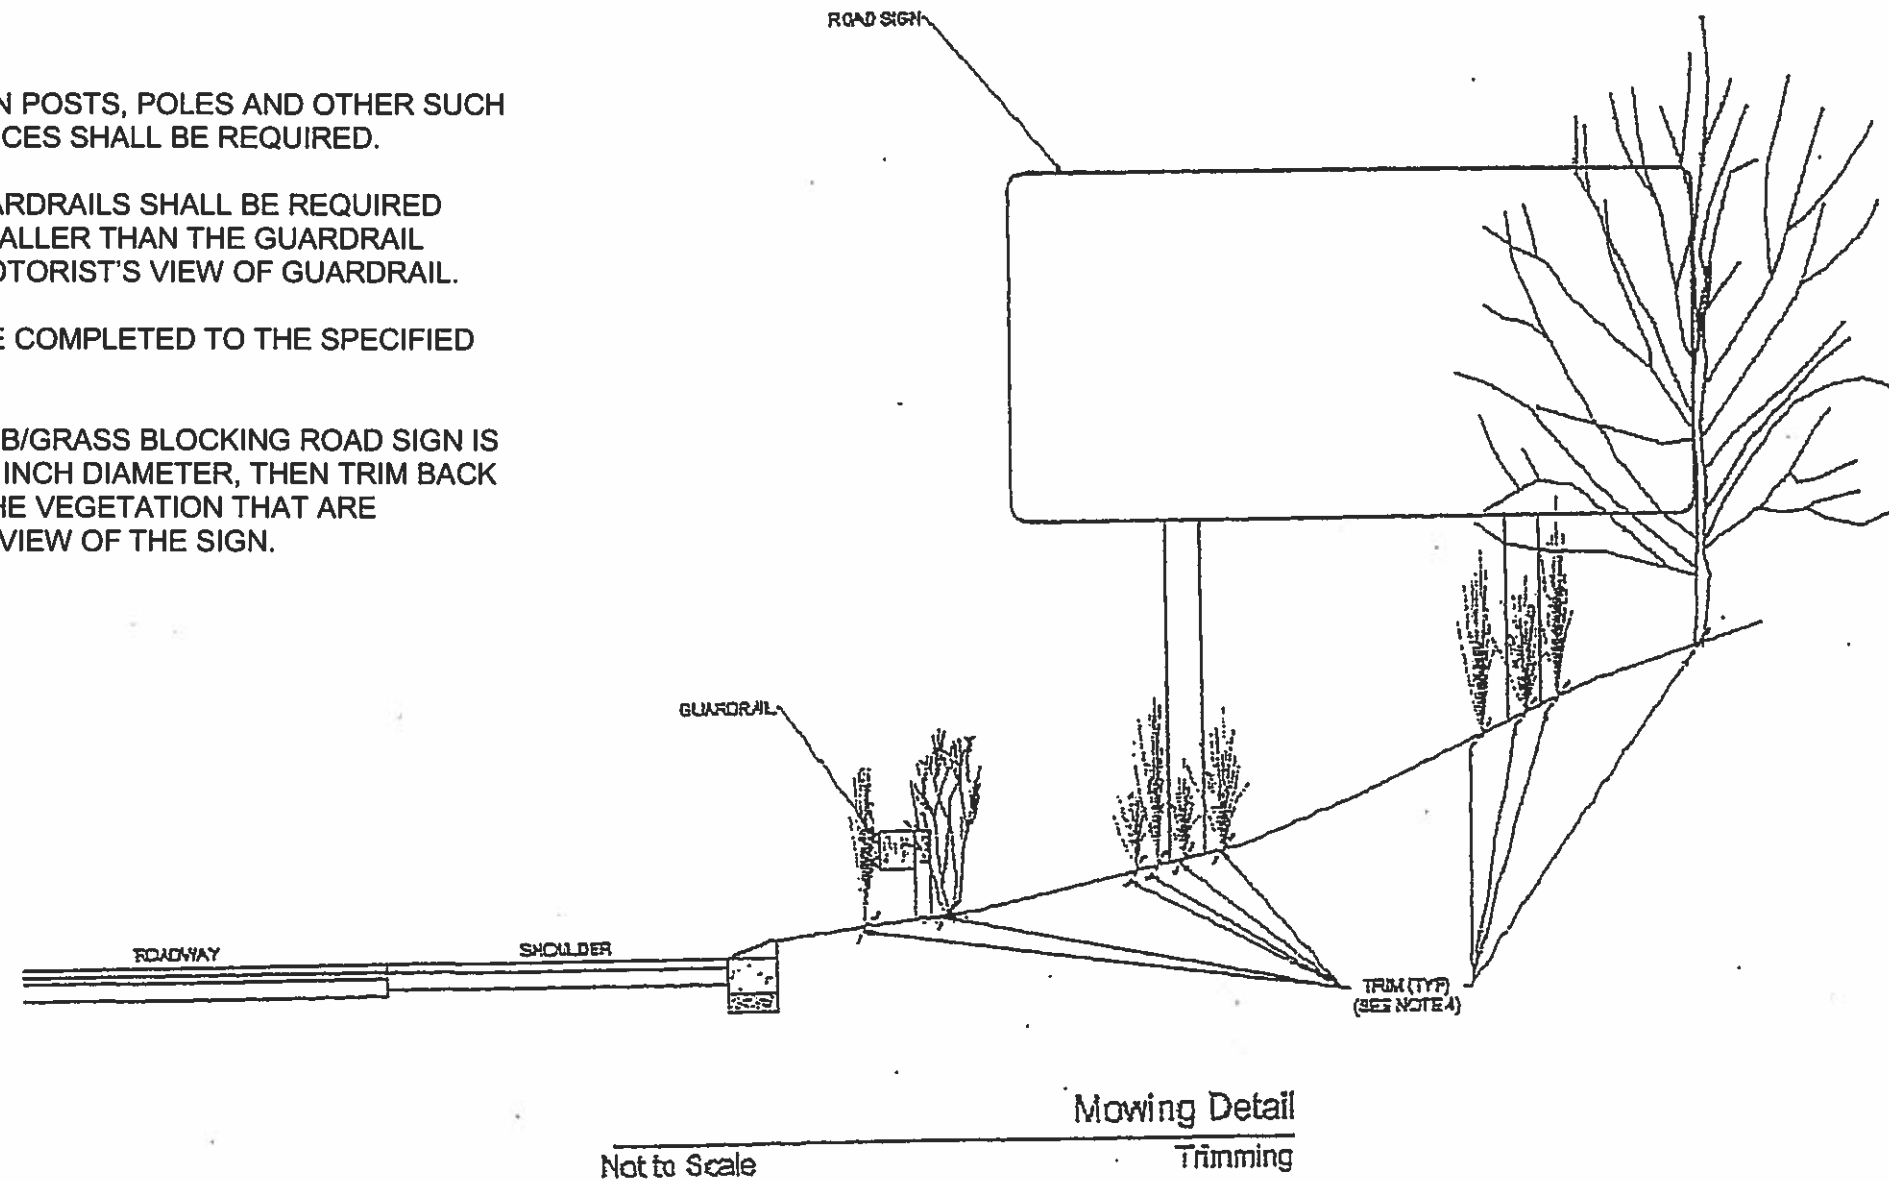 ROAD SIGN
N POSTS, POLES AND OTHER SUCH
CES SHALL BE REQUIRED.
ARDRAILS SHALL BE REQUIRED
ALLER THAN THE GUARDRAIL
OTORIST'S VIEW OF GUARDRAIL.
E COMPLETED TO THE SPECIFIED
B/GRASS BLOCKING ROAD SIGN IS
INCH DIAMETER, THEN TRIM BACK
HE VEGETATION THAT ARE
VIEW OF THE SIGN.
GUARDRAIL
ROADWAY
SHOULDER
TRIM (TYP)
(SEE NOTE 4)
Mowing Detail
Not to Scale
Trimming